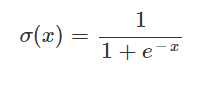 σ(x) = 1 / (1 + e^{-x})